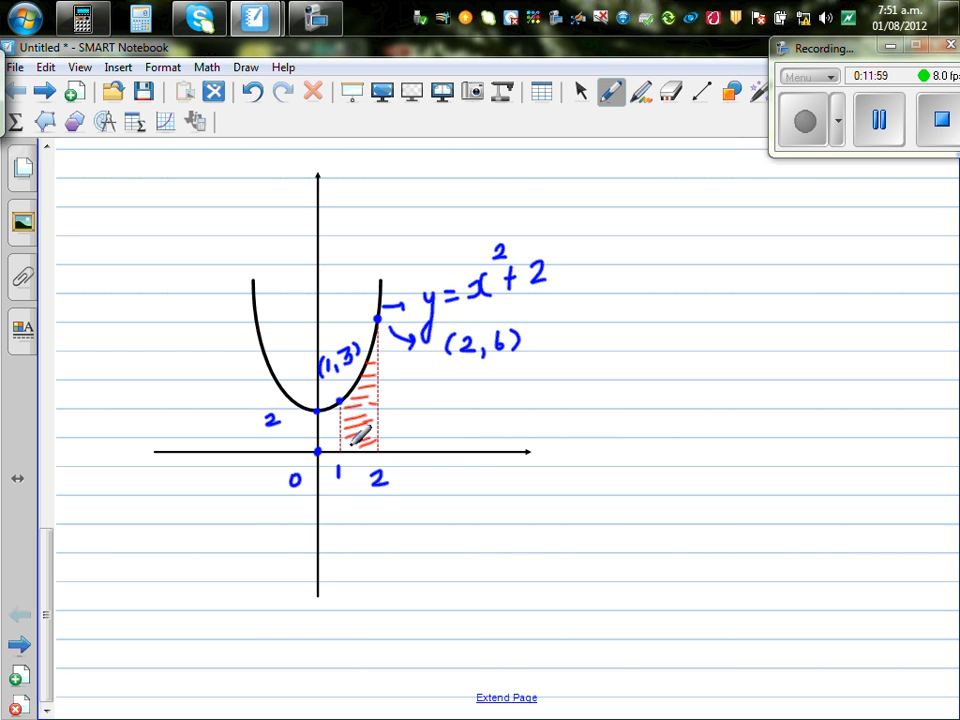 7:51 a.m.
01/08/2012
Untitled * - SMART Notebook
Recording...
File Edit View Insert Format Math Draw Help
Menu
0:11:59
8.0 fp
y = x² + 2
(2, 6)
(1, 3)
2
0 1 2
Extend Page